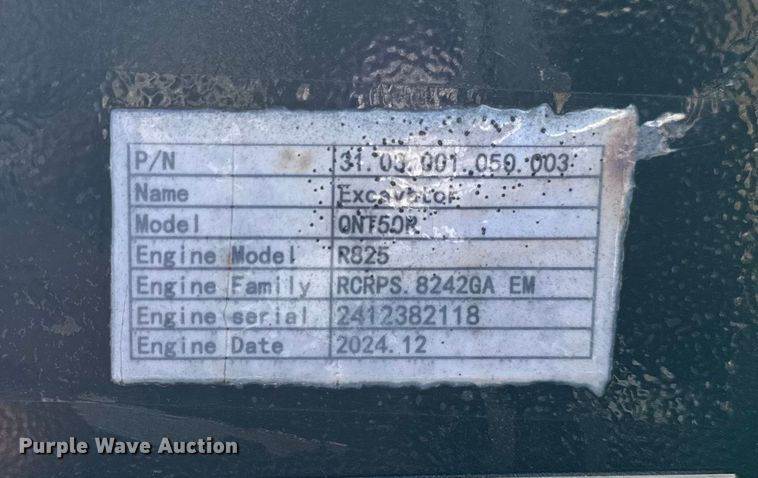 P/N 31.03.001.050.003
Name Excavator
Model QNT50R
Engine Model R825
Engine Family RCRPS.8242GA EM
Engine serial 2412382118
Engine Date 2024.12
Purple Wave Auction